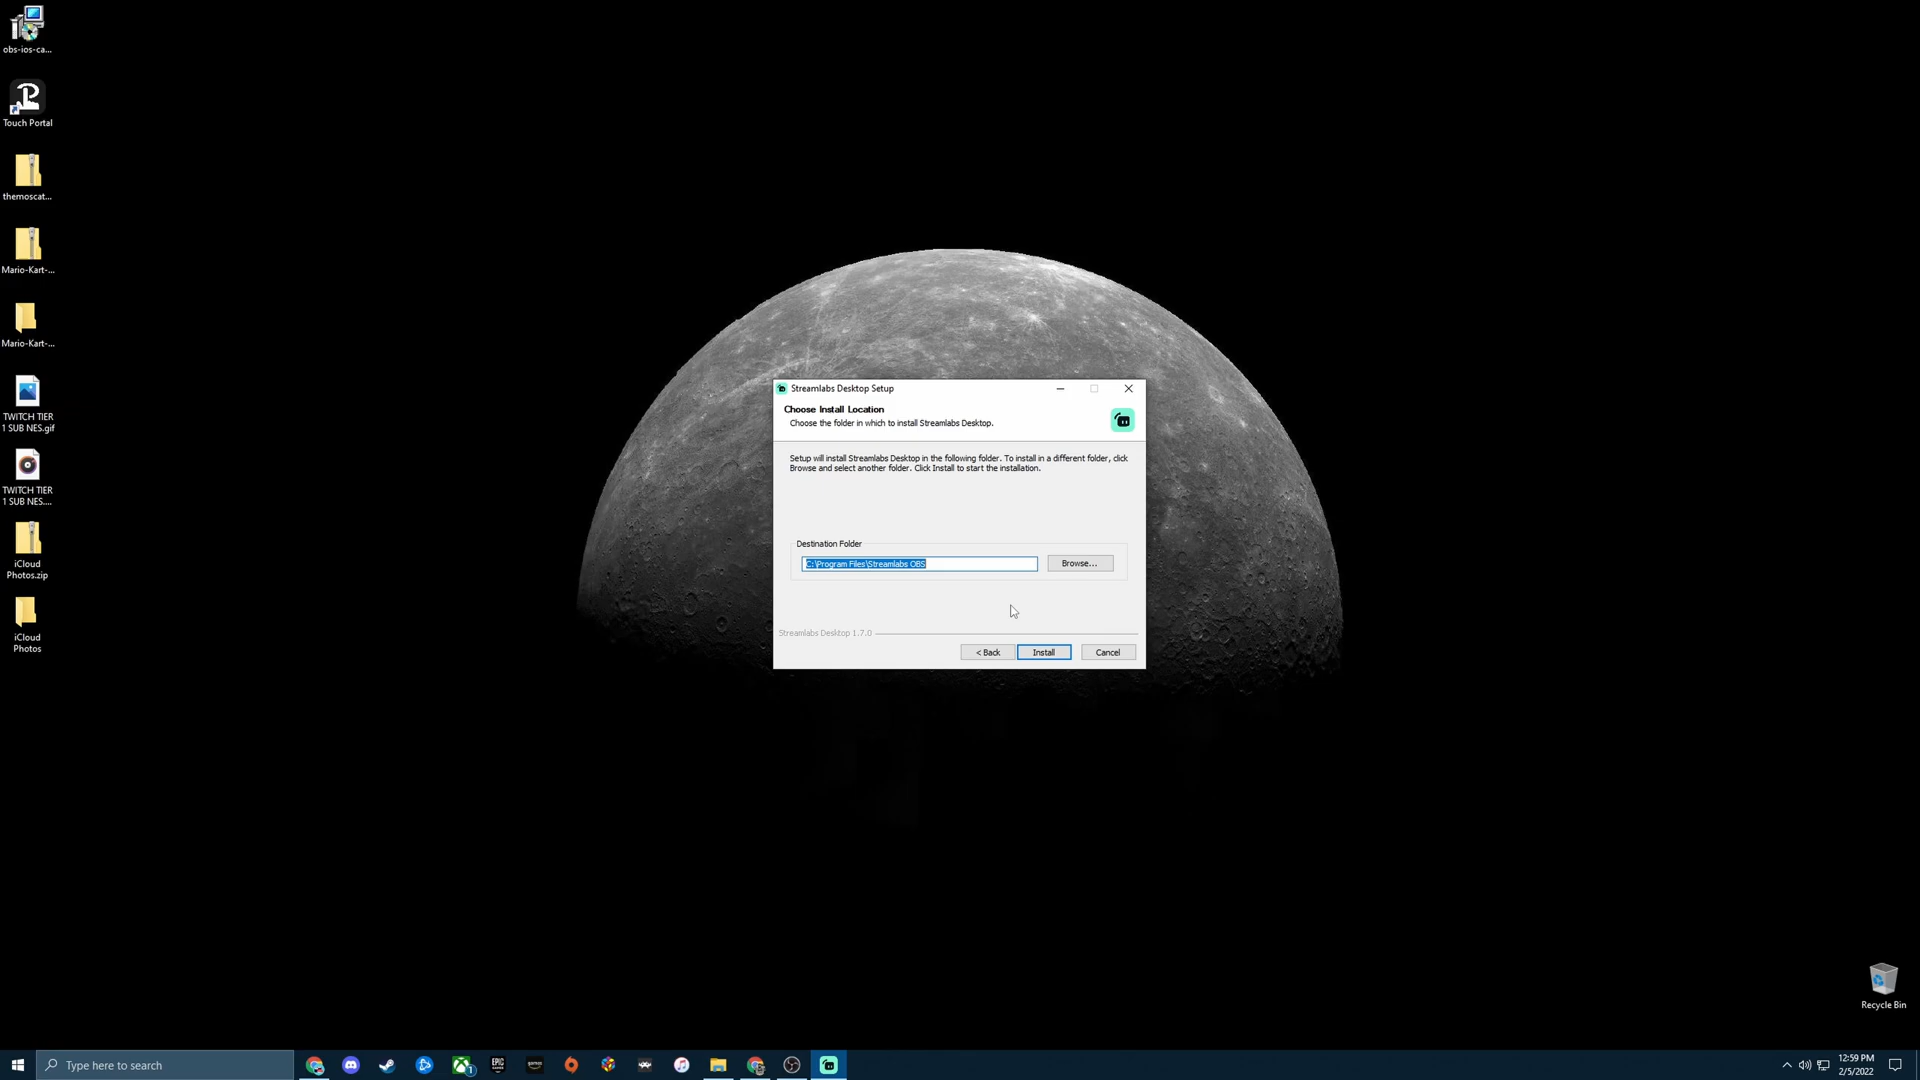 obs-ios-ca...
Touch Portal
themoscat...
Mario-Kart-...
Mario-Kart-...
TWITCH TIER
1 SUB NES.gif
TWITCH TIER
1 SUB NES....
iCloud
Photos.zip
iCloud
Photos
Streamlabs Desktop Setup
Choose Install Location
Choose the folder in which to install Streamlabs Desktop.
Setup will install Streamlabs Desktop in the following folder. To install in a different folder, click
Browse and select another folder. Click Install to start the installation.
Destination Folder
C:\Program Files\Streamlabs OBS
Browse...
Streamlabs Desktop 1.7.0
< Back
Install
Cancel
Recycle Bin
Type here to search
1
EPIC
GAMES
12:59 PM
2/5/2022